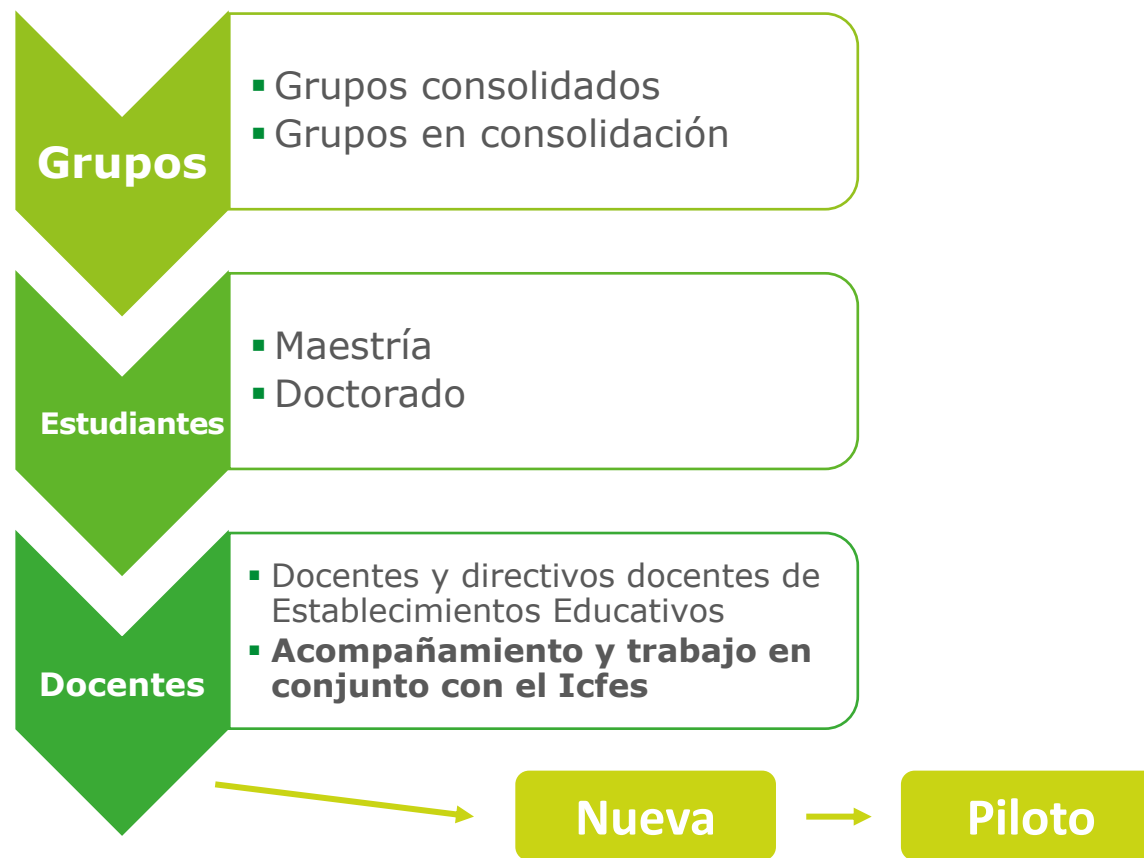 Grupos
▪ Grupos consolidados
▪ Grupos en consolidación
Estudiantes
▪ Maestría
▪ Doctorado
Docentes
▪ Docentes y directivos docentes de
Establecimientos Educativos
▪ Acompañamiento y trabajo en
conjunto con el Icfes
Nueva
Piloto